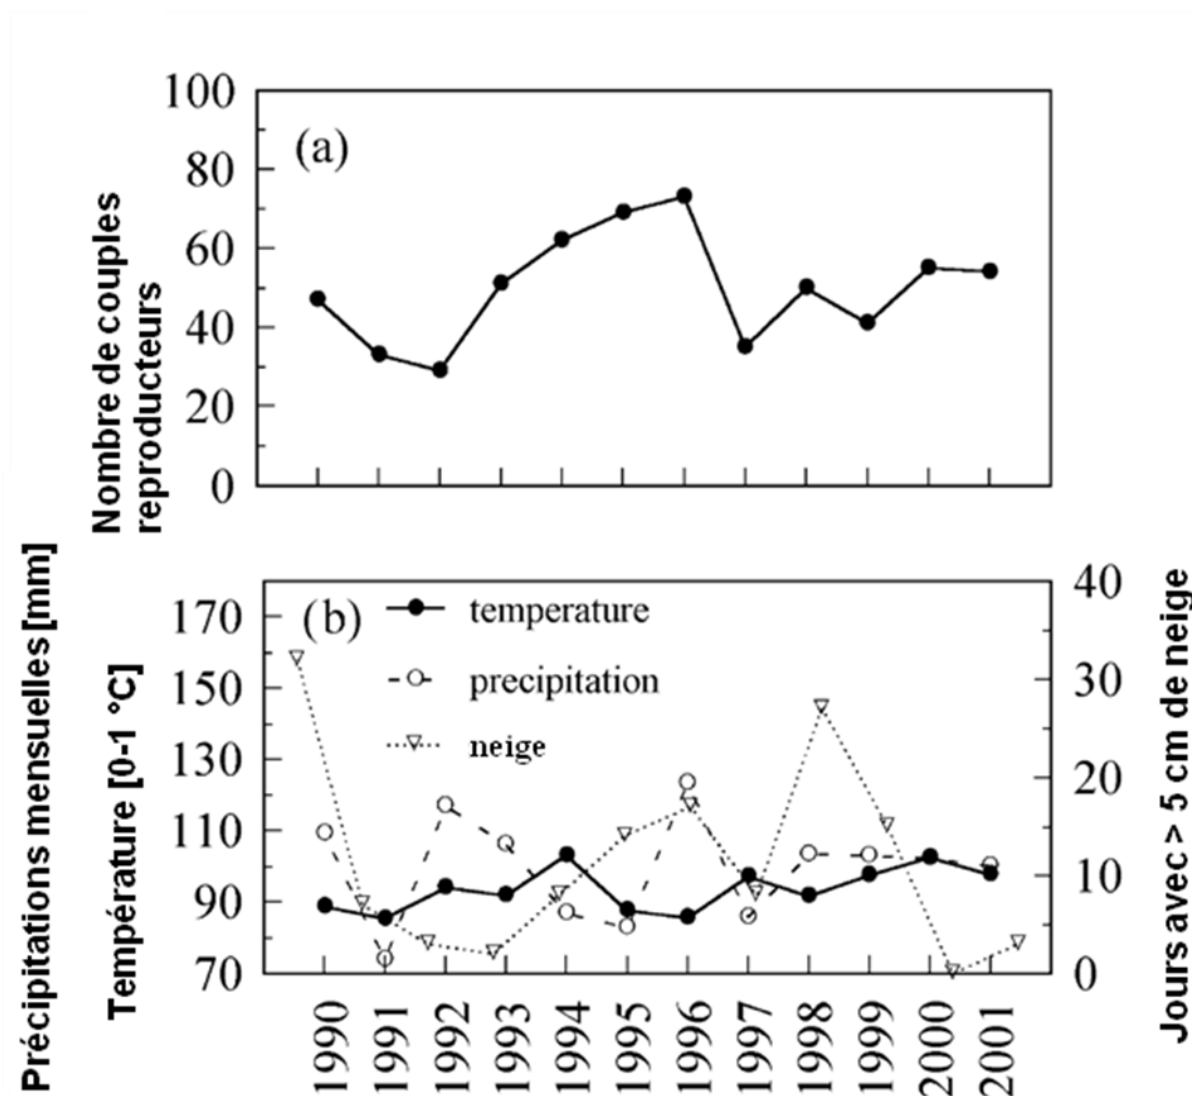 100
(a)
80
60
40
20
0
Nombre de couples
reproducteurs
Précipitations mensuelles [mm]
Température [0-1 °C]
170
150
130
110
90
70
(b)
temperature
precipitation
neige
40
30
20
10
0
Jours avec > 5 cm de neige
1990
1991
1992
1993
1994
1995
1996
1997
1998
1999
2000
2001